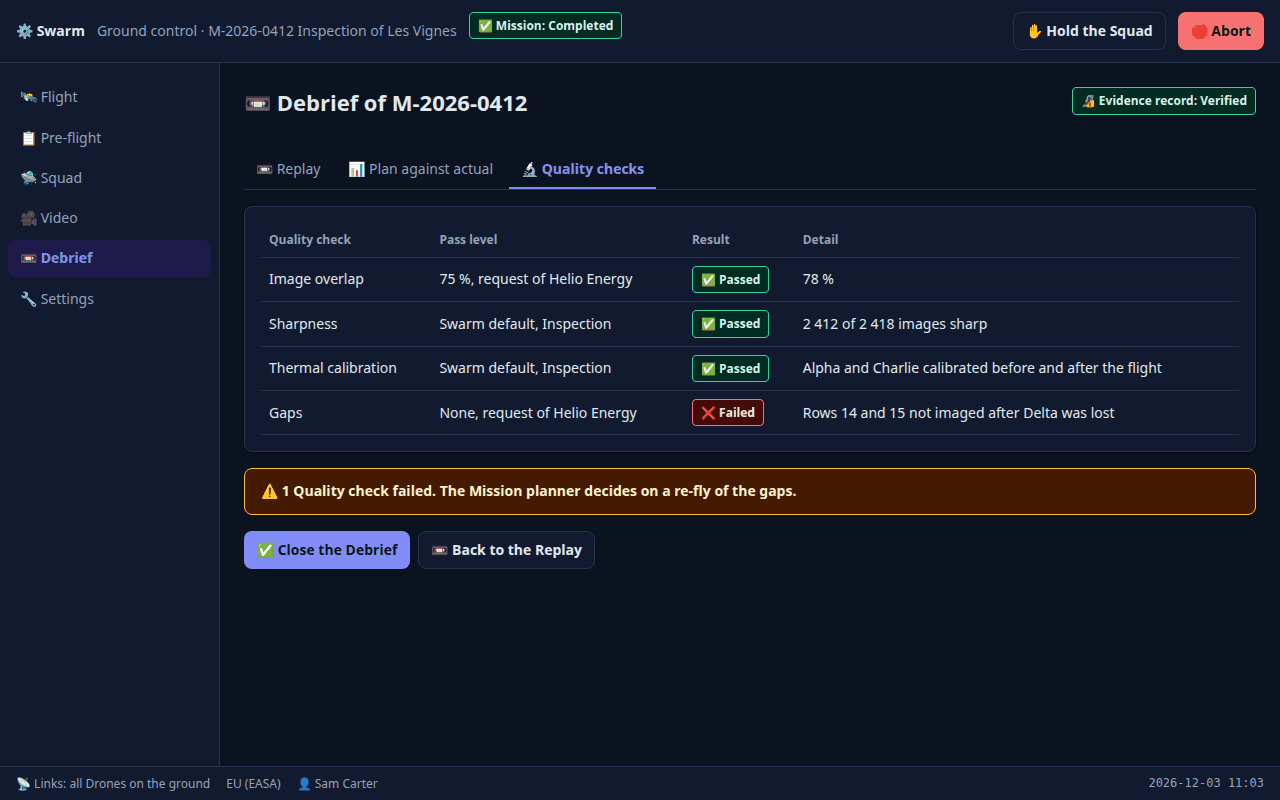 ⚙️ Swarm Ground control · M-2026-0412 Inspection of Les Vignes ✅ Mission: Completed ✋ Hold the Squad 🛑 Abort
🛰️ Flight
📋 Pre-flight
🛸 Squad
🎥 Video
📼 Debrief
🔧 Settings
📼 Debrief of M-2026-0412 🔏 Evidence record: Verified
📼 Replay 📊 Plan against actual 🔬 Quality checks
Quality check Pass level Result Detail
Image overlap 75 %, request of Helio Energy ✅ Passed 78 %
Sharpness Swarm default, Inspection ✅ Passed 2 412 of 2 418 images sharp
Thermal calibration Swarm default, Inspection ✅ Passed Alpha and Charlie calibrated before and after the flight
Gaps None, request of Helio Energy ❌ Failed Rows 14 and 15 not imaged after Delta was lost
⚠️ 1 Quality check failed. The Mission planner decides on a re-fly of the gaps.
✅ Close the Debrief 📼 Back to the Replay
📡 Links: all Drones on the ground EU (EASA) 👤 Sam Carter 2026-12-03 11:03